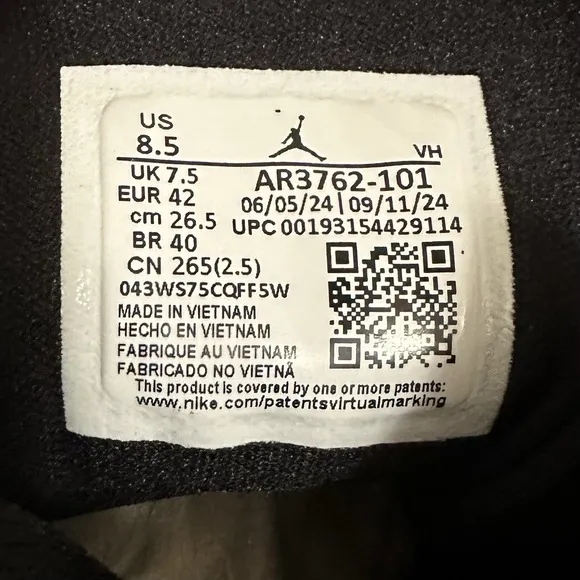 US
8.5
VH
UK 7.5
EUR 42
cm 26.5
BR 40
CN 265(2.5)
AR3762-101
06/05/24|09/11/24
UPC 00193154429114
043WS75CQFF5W
MADE IN VIETNAM
HECHO EN VIETNAM
FABRIQUE AU VIETNAM
FABRICADO NO VIETNÃ
This product is covered by one or more patents:
www.nike.com/patentsvirtualmarking